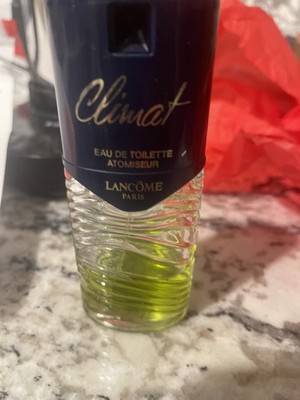 Climat
EAU DE TOILETTE
ATOMISEUR
LANCÔME
PARIS